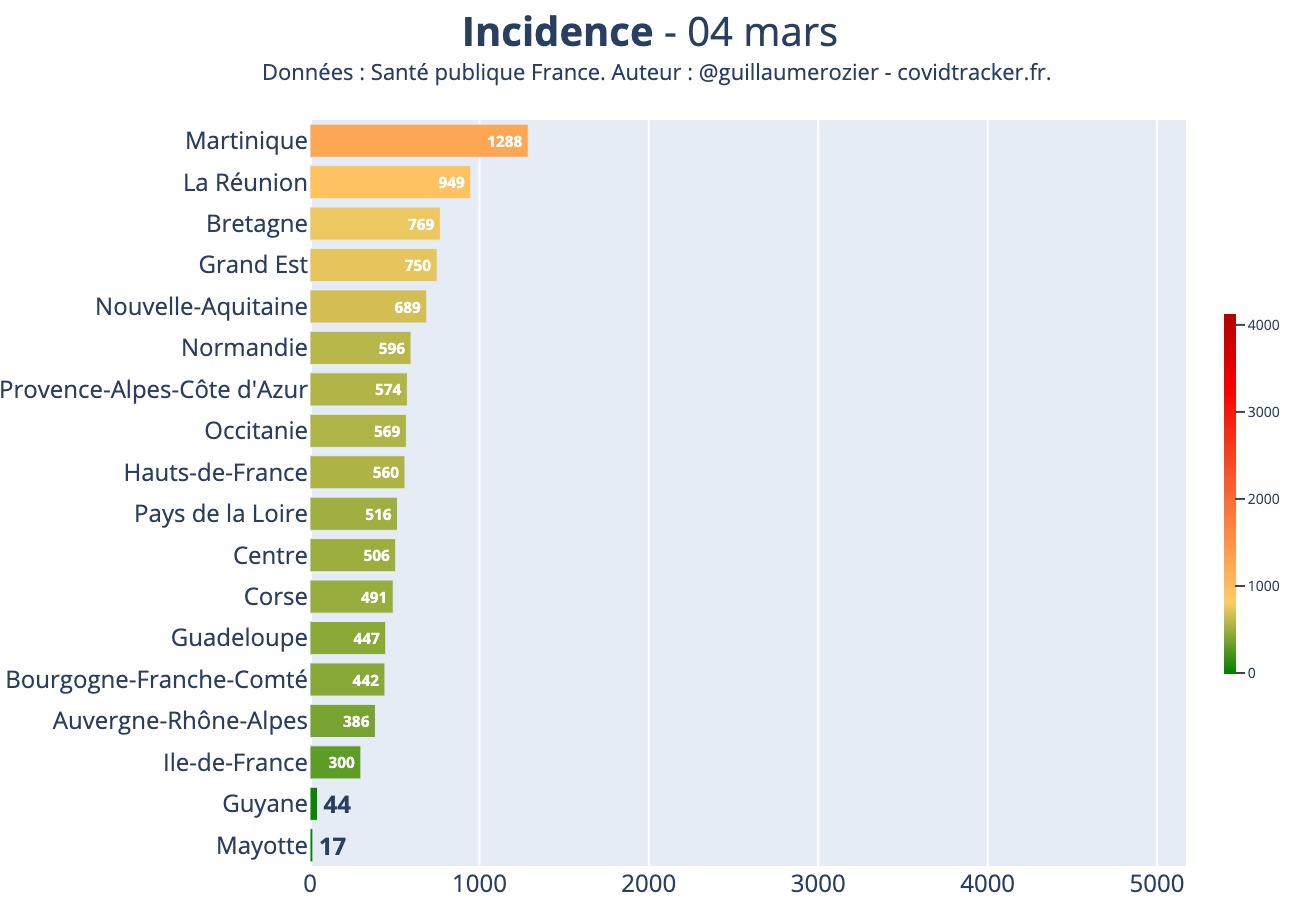 Incidence - 04 mars
Données : Santé publique France. Auteur : @guillaumerozier - covidtracker.fr.
Martinique 1288
La Réunion 949
Bretagne 769
Grand Est 750
Nouvelle-Aquitaine 689
Normandie 596
Provence-Alpes-Côte d'Azur 574
Occitanie 569
Hauts-de-France 560
Pays de la Loire 516
Centre 506
Corse 491
Guadeloupe 447
Bourgogne-Franche-Comté 442
Auvergne-Rhône-Alpes 386
Ile-de-France 300
Guyane 44
Mayotte 17
0 1000 2000 3000 4000 5000
4000
3000
2000
1000
0